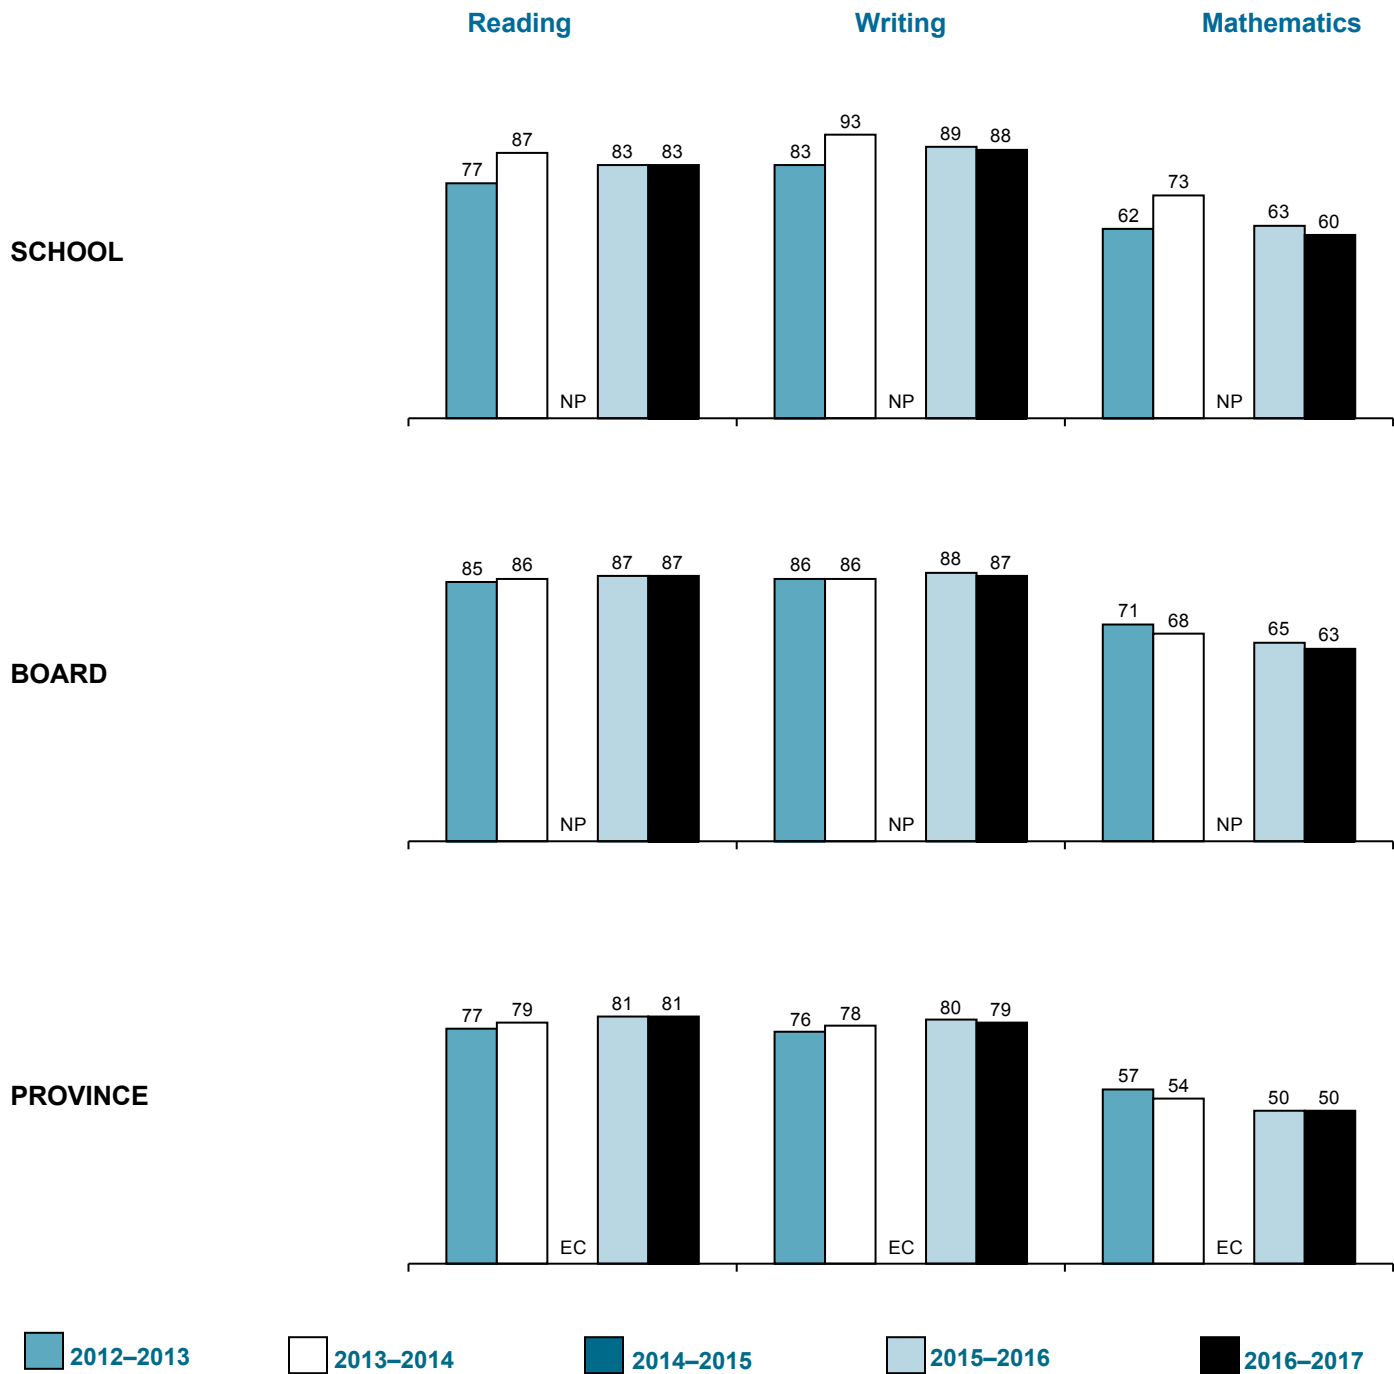 Reading Writing Mathematics
SCHOOL
77 87 NP 83 83 83 93 NP 89 88 62 73 NP 63 60
BOARD
85 86 NP 87 87 86 86 NP 88 87 71 68 NP 65 63
PROVINCE
77 79 EC 81 81 76 78 EC 80 79 57 54 EC 50 50
2012–2013 2013–2014 2014–2015 2015–2016 2016–2017